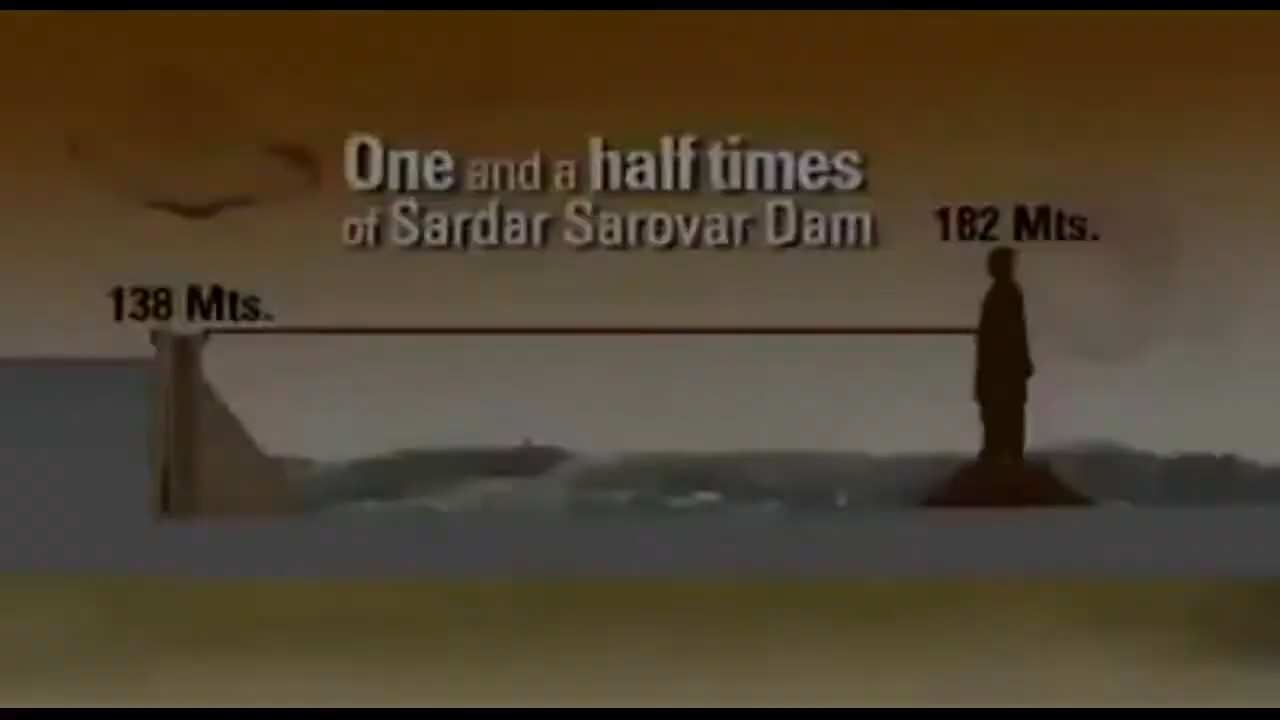 One and a half times
of Sardar Sarovar Dam
182 Mts.
138 Mts.